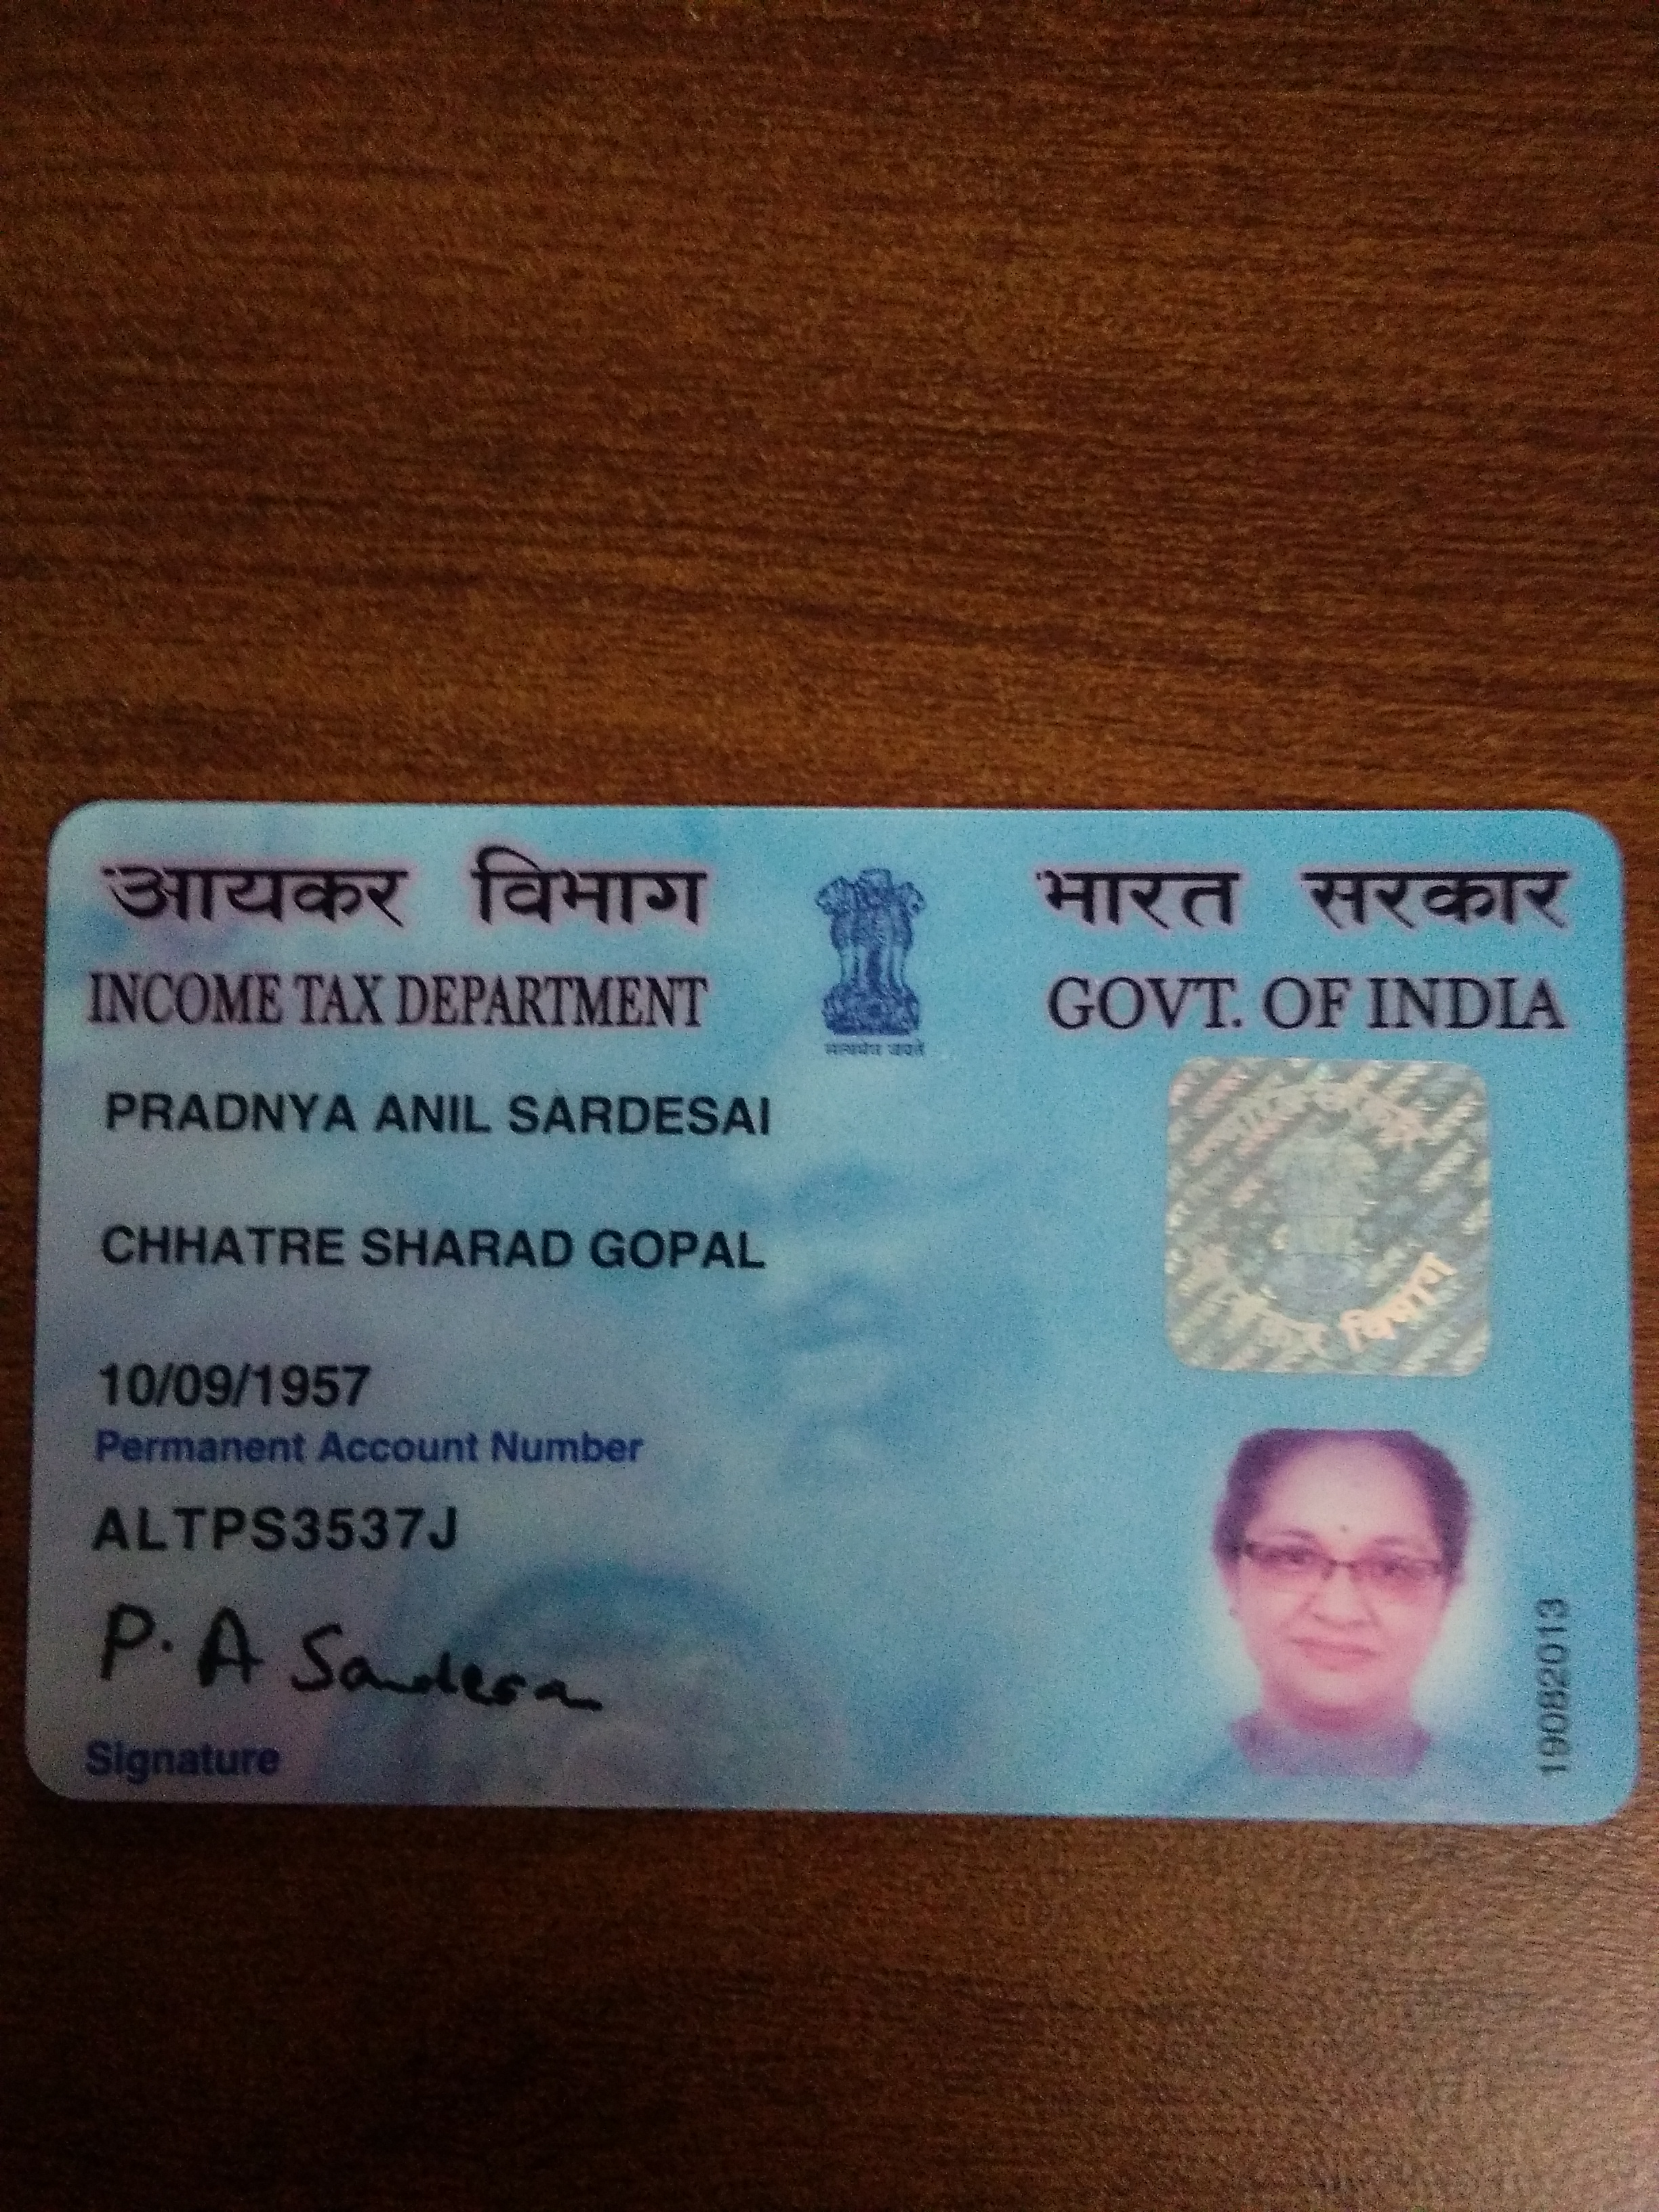 आयकर विभाग
INCOME TAX DEPARTMENT
भारत सरकार
GOVT. OF INDIA
सत्यमेव जयते
PRADNYA ANIL SARDESAI
CHHATRE SHARAD GOPAL
10/09/1957
Permanent Account Number
ALTPS3537J
P. A Sardesai
Signature
विभाग
19082013